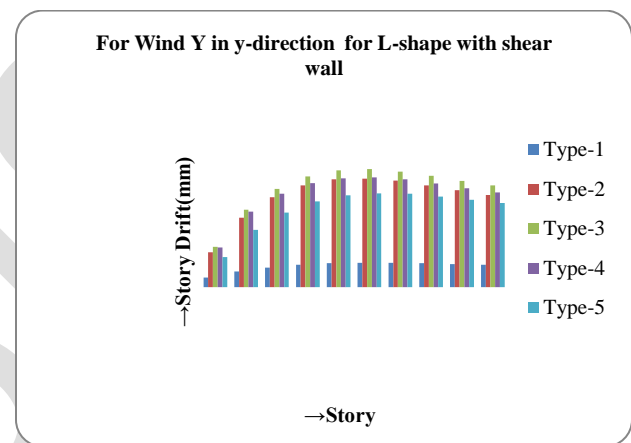 For Wind Y in y-direction for L-shape with shear
wall
→Story Drift(mm)
Type-1
Type-2
Type-3
Type-4
Type-5
→Story